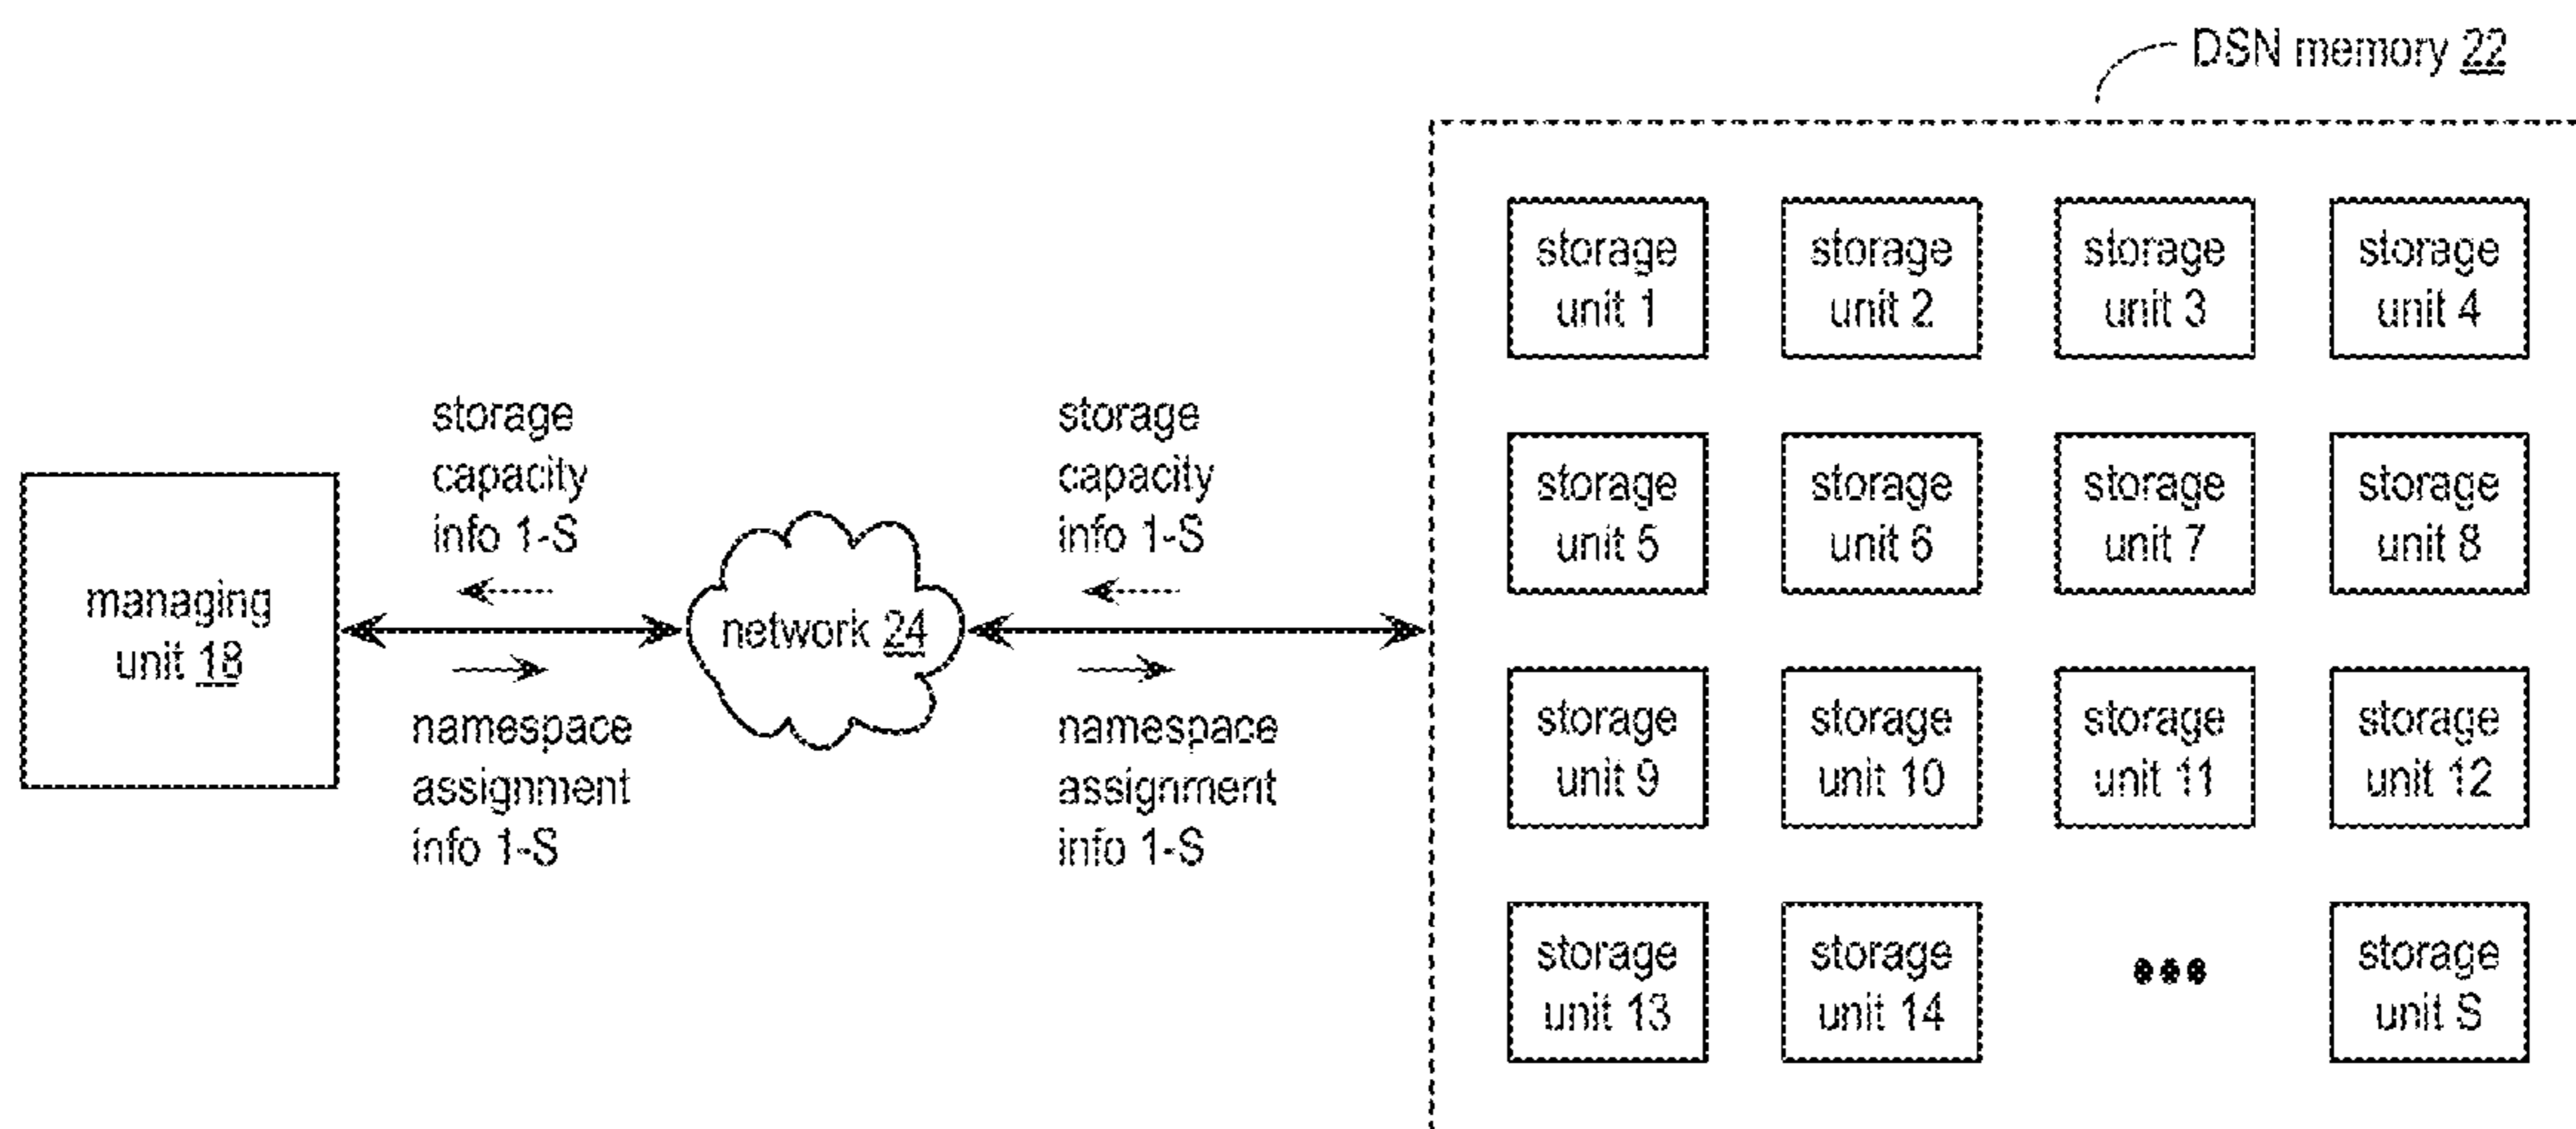 DSN memory 22
storage
unit 1
storage
unit 2
storage
unit 3
storage
unit 4
storage
capacity
info 1-S
storage
capacity
info 1-S
storage
unit 5
storage
unit 6
storage
unit 7
storage
unit 8
managing
unit 18
network 24
namespace
assignment
info 1-S
namespace
assignment
info 1-S
storage
unit 9
storage
unit 10
storage
unit 11
storage
unit 12
storage
unit 13
storage
unit 14
storage
unit S